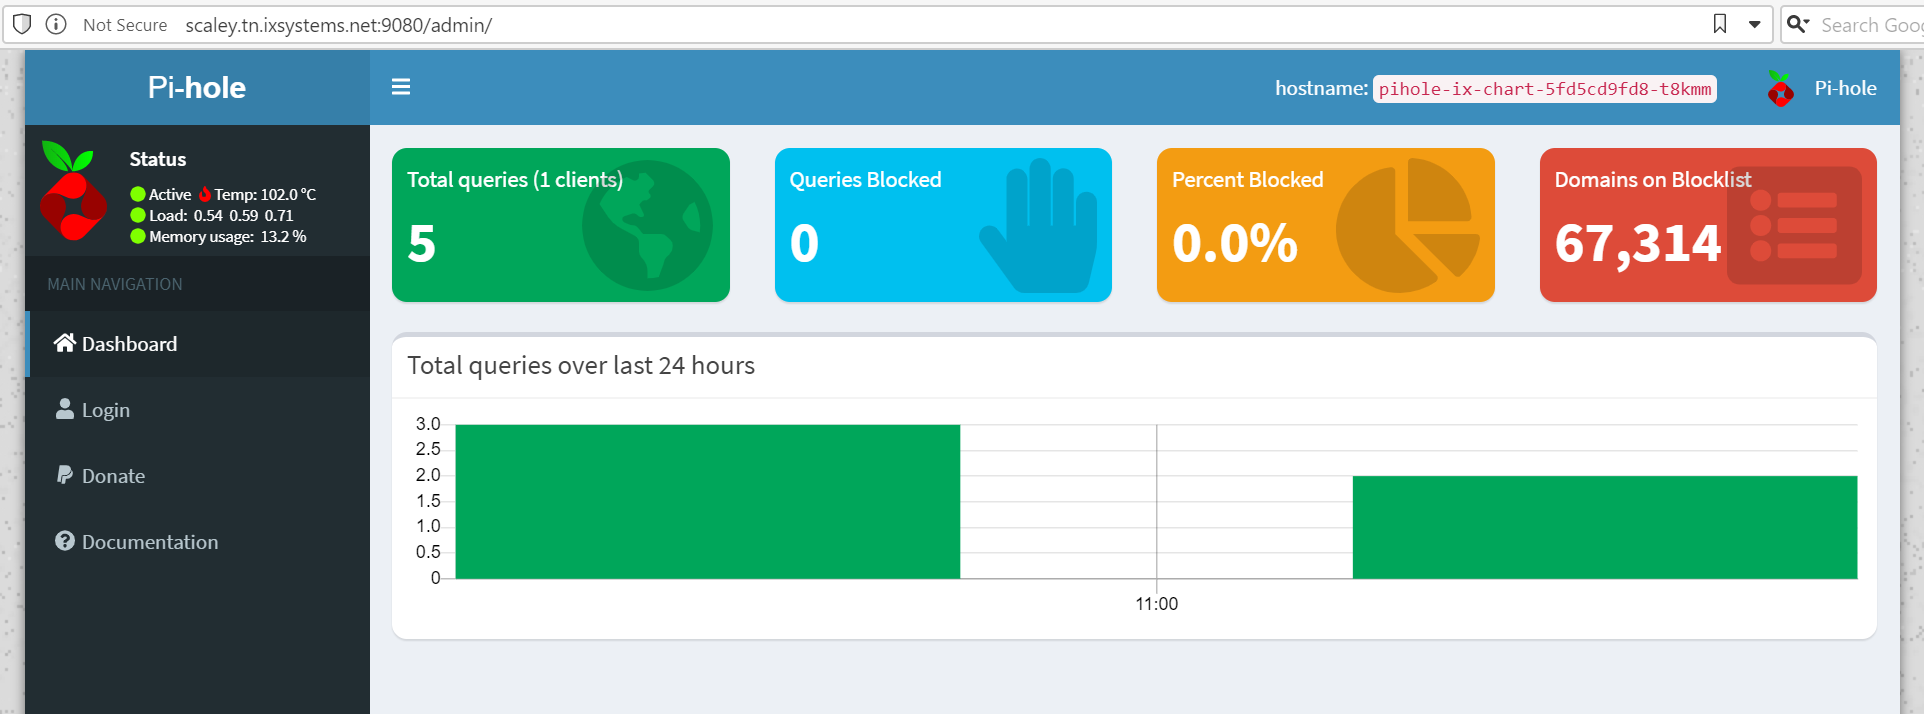 Not Secure scaley.tn.ixsystems.net:9080/admin/ Search Goog
Pi-hole
hostname: pihole-ix-chart-5fd5cd9fd8-t8kmm Pi-hole
Status
Active Temp: 102.0 °C
Load: 0.54 0.59 0.71
Memory usage: 13.2 %
MAIN NAVIGATION
Dashboard
Login
Donate
Documentation
Total queries (1 clients)
5
Queries Blocked
0
Percent Blocked
0.0%
Domains on Blocklist
67,314
Total queries over last 24 hours
3.0
2.5
2.0
1.5
1.0
0.5
0
11:00